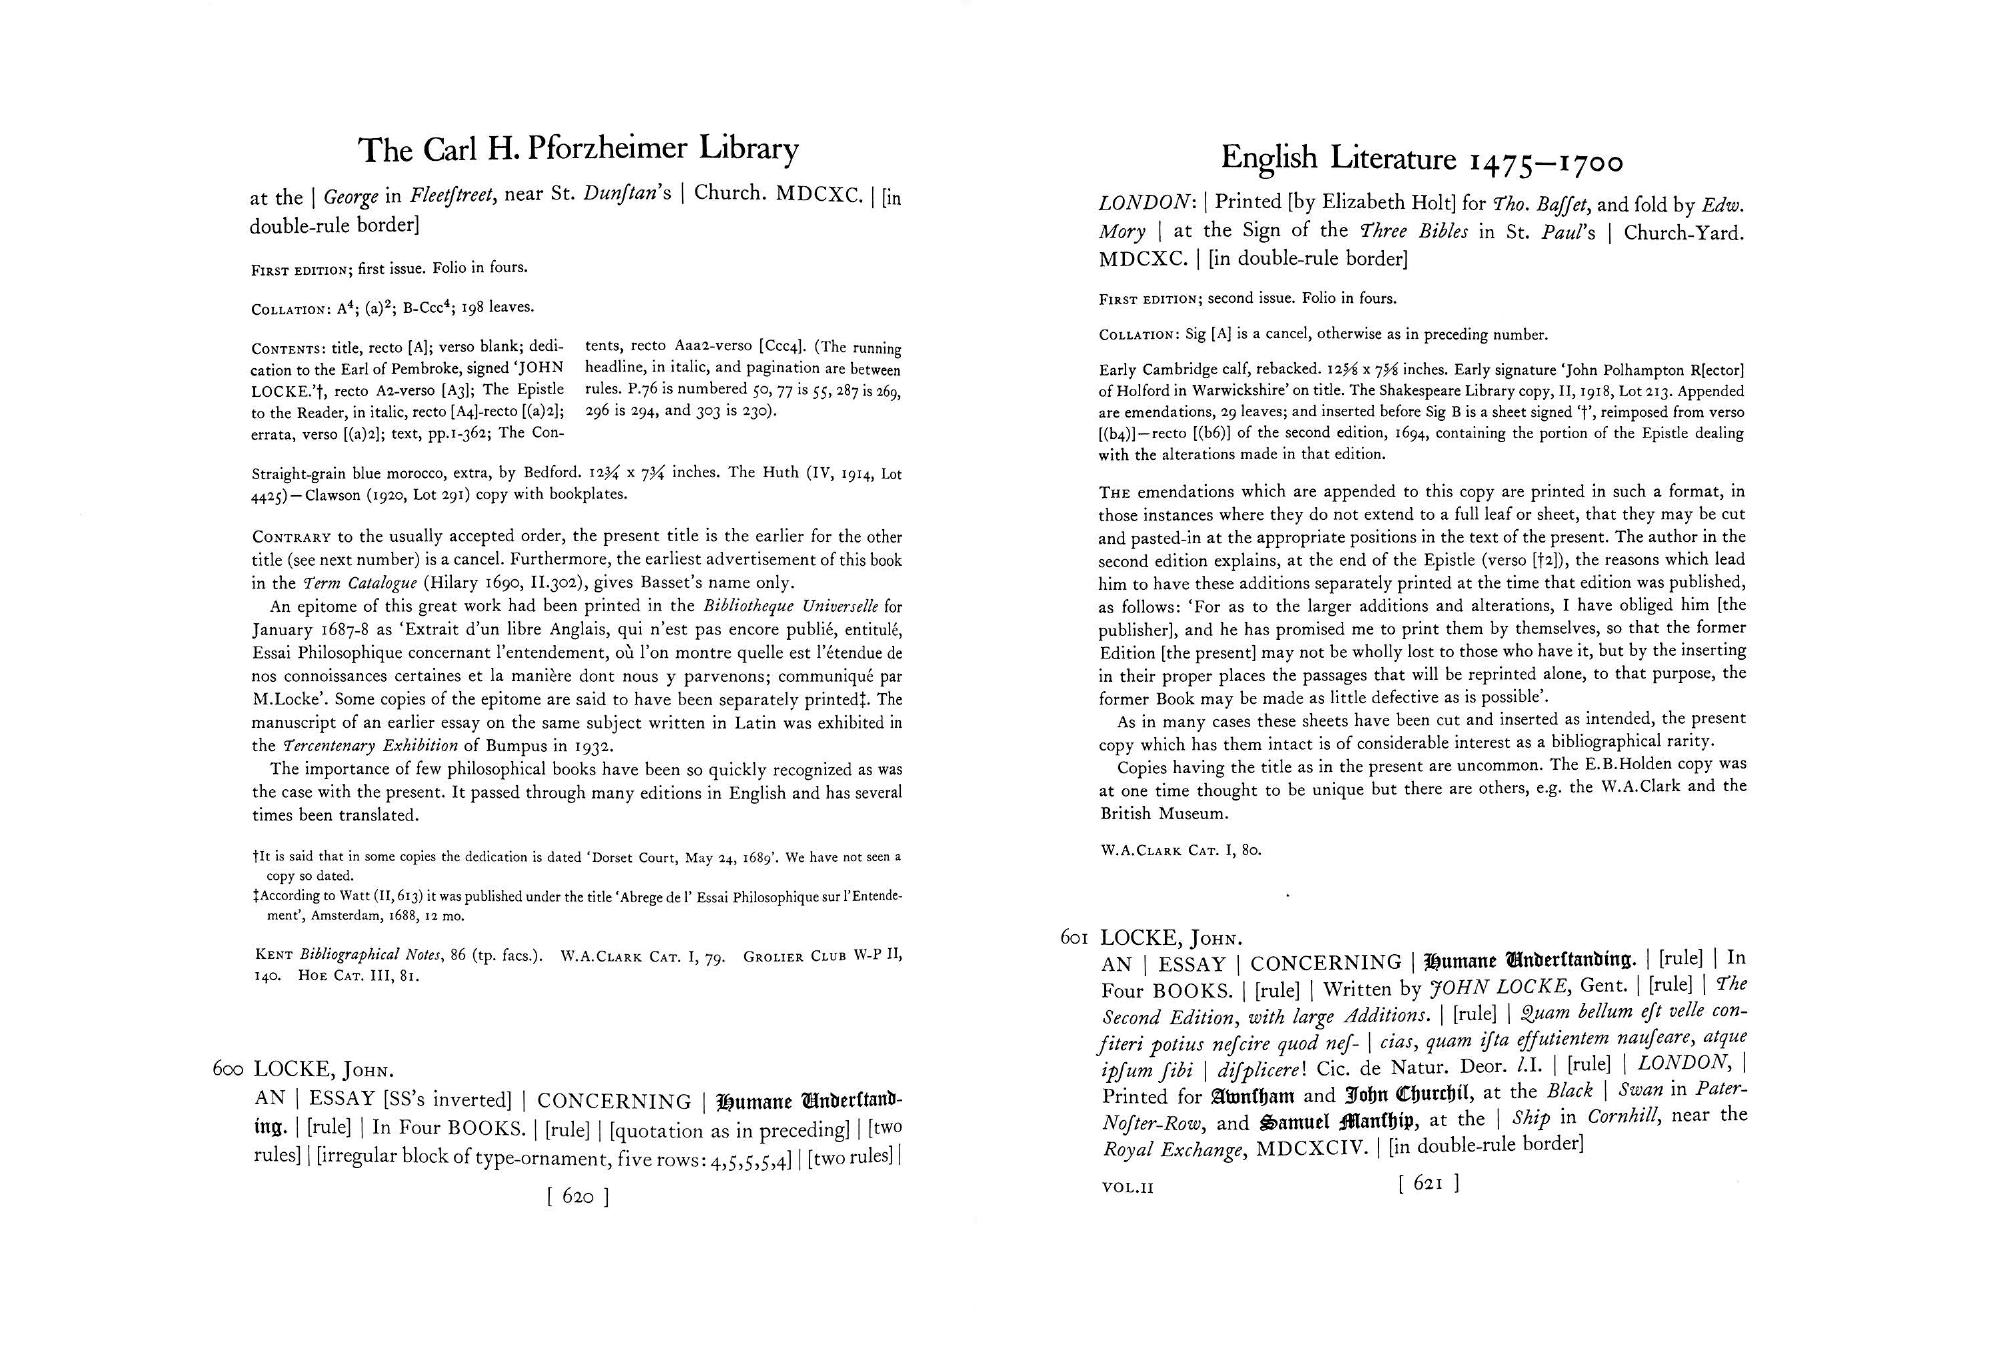 The Carl H. Pforzheimer Library
at the | George in Fleetſtreet, near St. Dunſtan's | Church. MDCXC. | [in
double-rule border]
First edition; first issue. Folio in fours.
Collation: A⁴; (a)²; B-Ccc⁴; 198 leaves.
Contents: title, recto [A]; verso blank; dedi-
cation to the Earl of Pembroke, signed ‘JOHN
LOCKE.’†, recto A2-verso [A3]; The Epistle
to the Reader, in italic, recto [A4]-recto [(a)2];
errata, verso [(a)2]; text, pp.1-362; The Con-
tents, recto Aaa2-verso [Ccc4]. (The running
headline, in italic, and pagination are between
rules. P.76 is numbered 50, 77 is 55, 287 is 269,
296 is 294, and 303 is 230).
Straight-grain blue morocco, extra, by Bedford. 12¾ x 7¾ inches. The Huth (IV, 1914, Lot
4425)—Clawson (1920, Lot 291) copy with bookplates.
Contrary to the usually accepted order, the present title is the earlier for the other
title (see next number) is a cancel. Furthermore, the earliest advertisement of this book
in the Term Catalogue (Hilary 1690, II.302), gives Basset's name only.
An epitome of this great work had been printed in the Bibliotheque Universelle for
January 1687-8 as ‘Extrait d'un libre Anglais, qui n'est pas encore publié, entitulé,
Essai Philosophique concernant l'entendement, où l'on montre quelle est l'étendue de
nos connoissances certaines et la manière dont nous y parvenons; communiqué par
M.Locke’. Some copies of the epitome are said to have been separately printed‡. The
manuscript of an earlier essay on the same subject written in Latin was exhibited in
the Tercentenary Exhibition of Bumpus in 1932.
The importance of few philosophical books have been so quickly recognized as was
the case with the present. It passed through many editions in English and has several
times been translated.
†It is said that in some copies the dedication is dated ‘Dorset Court, May 24, 1689’. We have not seen a
copy so dated.
‡According to Watt (II, 613) it was published under the title ‘Abrege de l' Essai Philosophique sur l'Entende-
ment’, Amsterdam, 1688, 12 mo.
Kent Bibliographical Notes, 86 (tp. facs.). W.A.Clark Cat. I, 79. Grolier Club W-P II,
140. Hoe Cat. III, 81.
600 LOCKE, John.
AN | ESSAY [SS's inverted] | CONCERNING | Humane Underſtand-
ing. | [rule] | In Four BOOKS. | [rule] | [quotation as in preceding] | [two
rules] | [irregular block of type-ornament, five rows: 4,5,5,5,4] | [two rules] |
[ 620 ]
English Literature 1475—1700
LONDON: | Printed [by Elizabeth Holt] for Tho. Baſſet, and ſold by Edw.
Mory | at the Sign of the Three Bibles in St. Paul's | Church-Yard.
MDCXC. | [in double-rule border]
First edition; second issue. Folio in fours.
Collation: Sig [A] is a cancel, otherwise as in preceding number.
Early Cambridge calf, rebacked. 12⅝ x 7⅝ inches. Early signature ‘John Polhampton R[ector]
of Holford in Warwickshire’ on title. The Shakespeare Library copy, II, 1918, Lot 213. Appended
are emendations, 29 leaves; and inserted before Sig B is a sheet signed ‘†’, reimposed from verso
[(b4)]—recto [(b6)] of the second edition, 1694, containing the portion of the Epistle dealing
with the alterations made in that edition.
The emendations which are appended to this copy are printed in such a format, in
those instances where they do not extend to a full leaf or sheet, that they may be cut
and pasted-in at the appropriate positions in the text of the present. The author in the
second edition explains, at the end of the Epistle (verso [†2]), the reasons which lead
him to have these additions separately printed at the time that edition was published,
as follows: ‘For as to the larger additions and alterations, I have obliged him [the
publisher], and he has promised me to print them by themselves, so that the former
Edition [the present] may not be wholly lost to those who have it, but by the inserting
in their proper places the passages that will be reprinted alone, to that purpose, the
former Book may be made as little defective as is possible’.
As in many cases these sheets have been cut and inserted as intended, the present
copy which has them intact is of considerable interest as a bibliographical rarity.
Copies having the title as in the present are uncommon. The E.B.Holden copy was
at one time thought to be unique but there are others, e.g. the W.A.Clark and the
British Museum.
W.A.Clark Cat. I, 80.
601 LOCKE, John.
AN | ESSAY | CONCERNING | Humane Underſtanding. | [rule] | In
Four BOOKS. | [rule] | Written by JOHN LOCKE, Gent. | [rule] | The
Second Edition, with large Additions. | [rule] | Quam bellum eſt velle con-
fiteri potius neſcire quod neſ- | cias, quam iſta effutientem nauſeare, atque
ipſum ſibi | diſplicere! Cic. de Natur. Deor. l.I. | [rule] | LONDON, |
Printed for Awnſham and John Churchil, at the Black | Swan in Pater-
Noſter-Row, and Samuel Manſhip, at the | Ship in Cornhill, near the
Royal Exchange, MDCXCIV. | [in double-rule border]
VOL.II
[ 621 ]